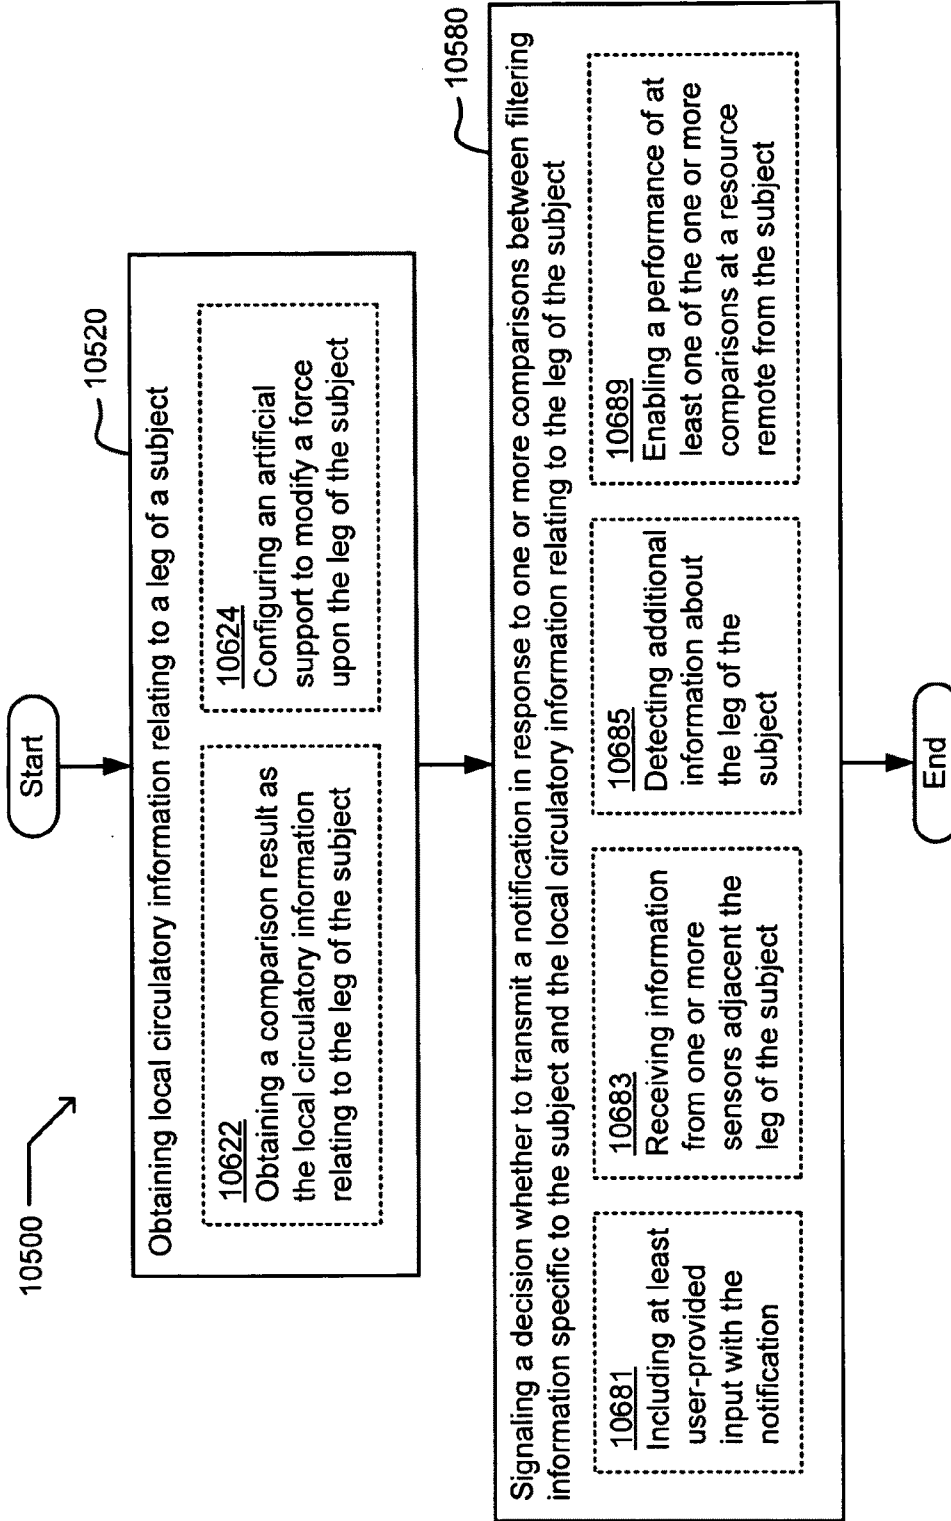 10500
Start
10520
Obtaining local circulatory information relating to a leg of a subject
10622
Obtaining a comparison result as
the local circulatory information
relating to the leg of the subject
10624
Configuring an artificial
support to modify a force
upon the leg of the subject
10580
Signaling a decision whether to transmit a notification in response to one or more comparisons between filtering
information specific to the subject and the local circulatory information relating to the leg of the subject
10681
Including at least
user-provided
input with the
notification
10683
Receiving information
from one or more
sensors adjacent the
leg of the subject
10685
Detecting additional
information about
the leg of the
subject
10689
Enabling a performance of at
least one of the one or more
comparisons at a resource
remote from the subject
End